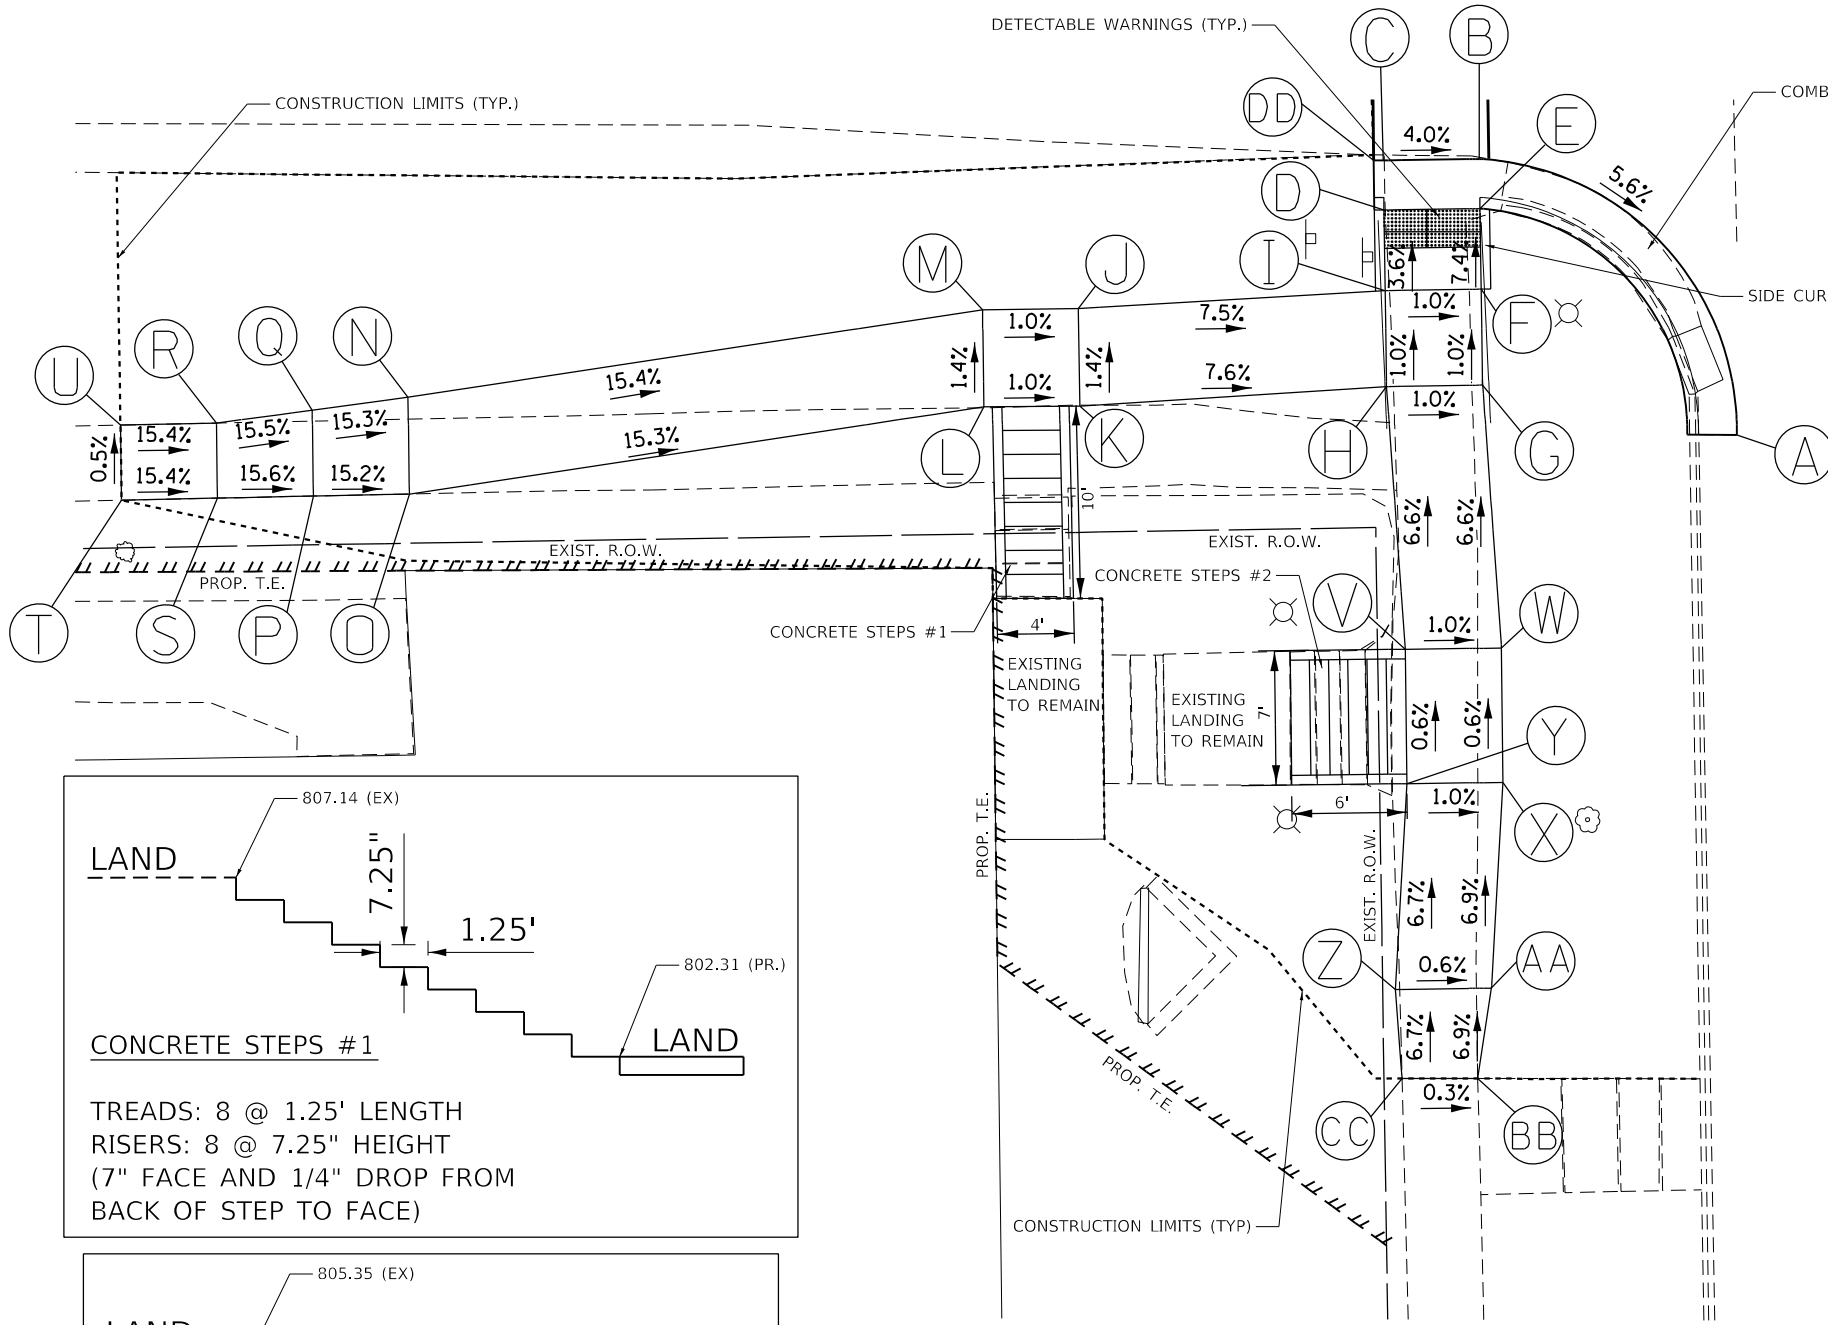 DETECTABLE WARNINGS (TYP.)
C
B
COMB
CONSTRUCTION LIMITS (TYP.)
DD
E
4.0%
5.6%
D
3.6%
7.4%
M
J
I
SIDE CUR
F
1.0%
U
R
Q
N
1.0%
7.5%
1.4%
1.4%
1.0%
1.0%
15.4%
1.0%
7.6%
1.0%
15.4%
15.5%
15.3%
15.3%
0.5%
15.4%
15.6%
15.2%
L
K
H
G
A
10'
6.6%
6.6%
EXIST. R.O.W.
EXIST. R.O.W.
PROP. T.E.
CONCRETE STEPS #2
V
W
T
S
P
O
CONCRETE STEPS #1
4'
1.0%
EXISTING
LANDING
TO REMAIN
EXISTING
LANDING
TO REMAIN
7'
0.6%
0.6%
Y
6'
1.0%
X
PROP. T.E.
EXIST. R.O.W.
6.7%
6.9%
Z
0.6%
AA
6.7%
6.9%
PROP. T.E.
0.3%
CC
BB
CONSTRUCTION LIMITS (TYP)
807.14 (EX)
LAND
7.25"
1.25'
802.31 (PR.)
LAND
CONCRETE STEPS #1
TREADS: 8 @ 1.25' LENGTH
RISERS: 8 @ 7.25" HEIGHT
(7" FACE AND 1/4" DROP FROM
BACK OF STEP TO FACE)
805.35 (EX)
LAND